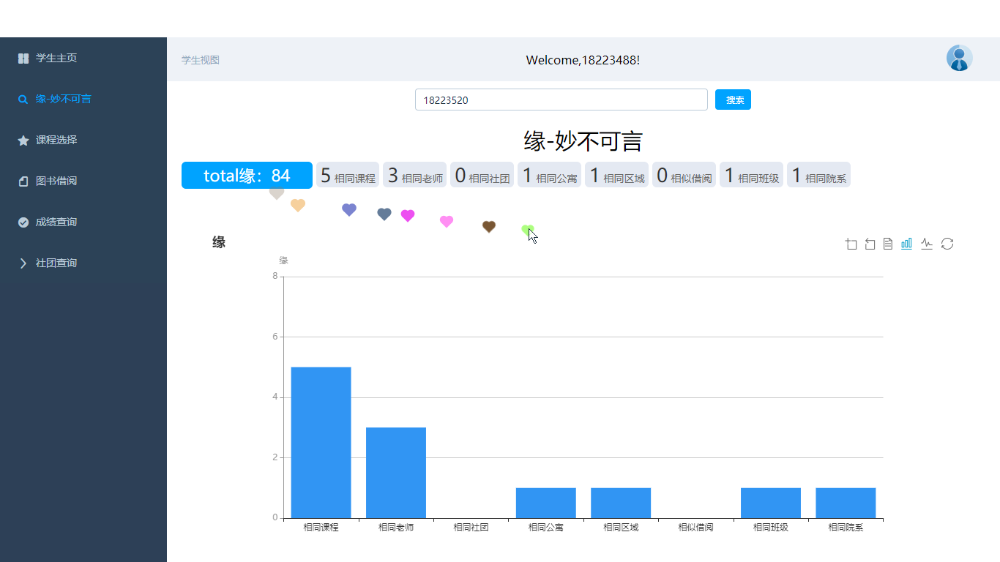 学生主页
缘-妙不可言
课程选择
图书借阅
成绩查询
社团查询
学生视图
Welcome,18223488!
18223520
搜索
缘-妙不可言
total缘：84
5 相同课程
3 相同老师
0 相同社团
1 相同公寓
1 相同区域
0 相似借阅
1 相同班级
1 相同院系
缘
缘
8
6
4
2
0
相同课程
相同老师
相同社团
相同公寓
相同区域
相似借阅
相同班级
相同院系